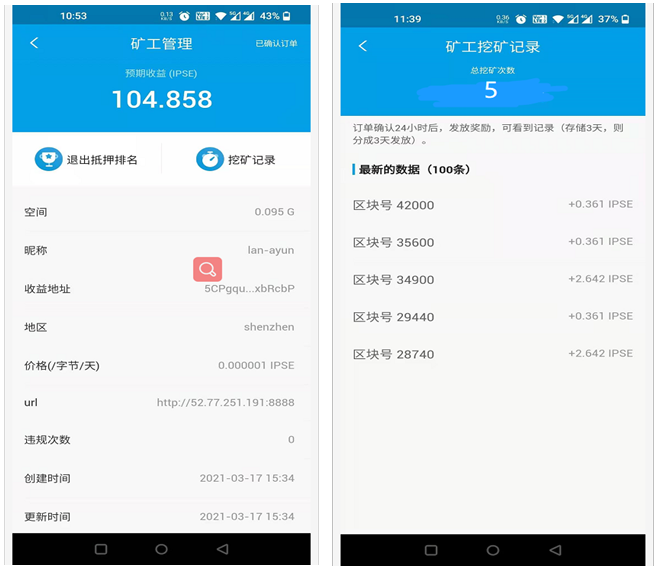 10:53
0.13
KB/S
43%
矿工管理
已确认订单
预期收益 (IPSE)
104.858
退出抵押排名
挖矿记录
空间
0.095 G
昵称
lan-ayun
收益地址
5CPgqu...xbRcbP
地区
shenzhen
价格(/字节/天)
0.000001 IPSE
url
http://52.77.251.191:8888
违规次数
0
创建时间
2021-03-17 15:34
更新时间
2021-03-17 15:34
11:39
0.36
KB/S
37%
矿工挖矿记录
总挖矿次数
5
订单确认24小时后，发放奖励，可看到记录（存储3天，则
分成3天发放）。
最新的数据（100条）
区块号 42000
+0.361 IPSE
区块号 35600
+0.361 IPSE
区块号 34900
+2.642 IPSE
区块号 29440
+0.361 IPSE
区块号 28740
+2.642 IPSE